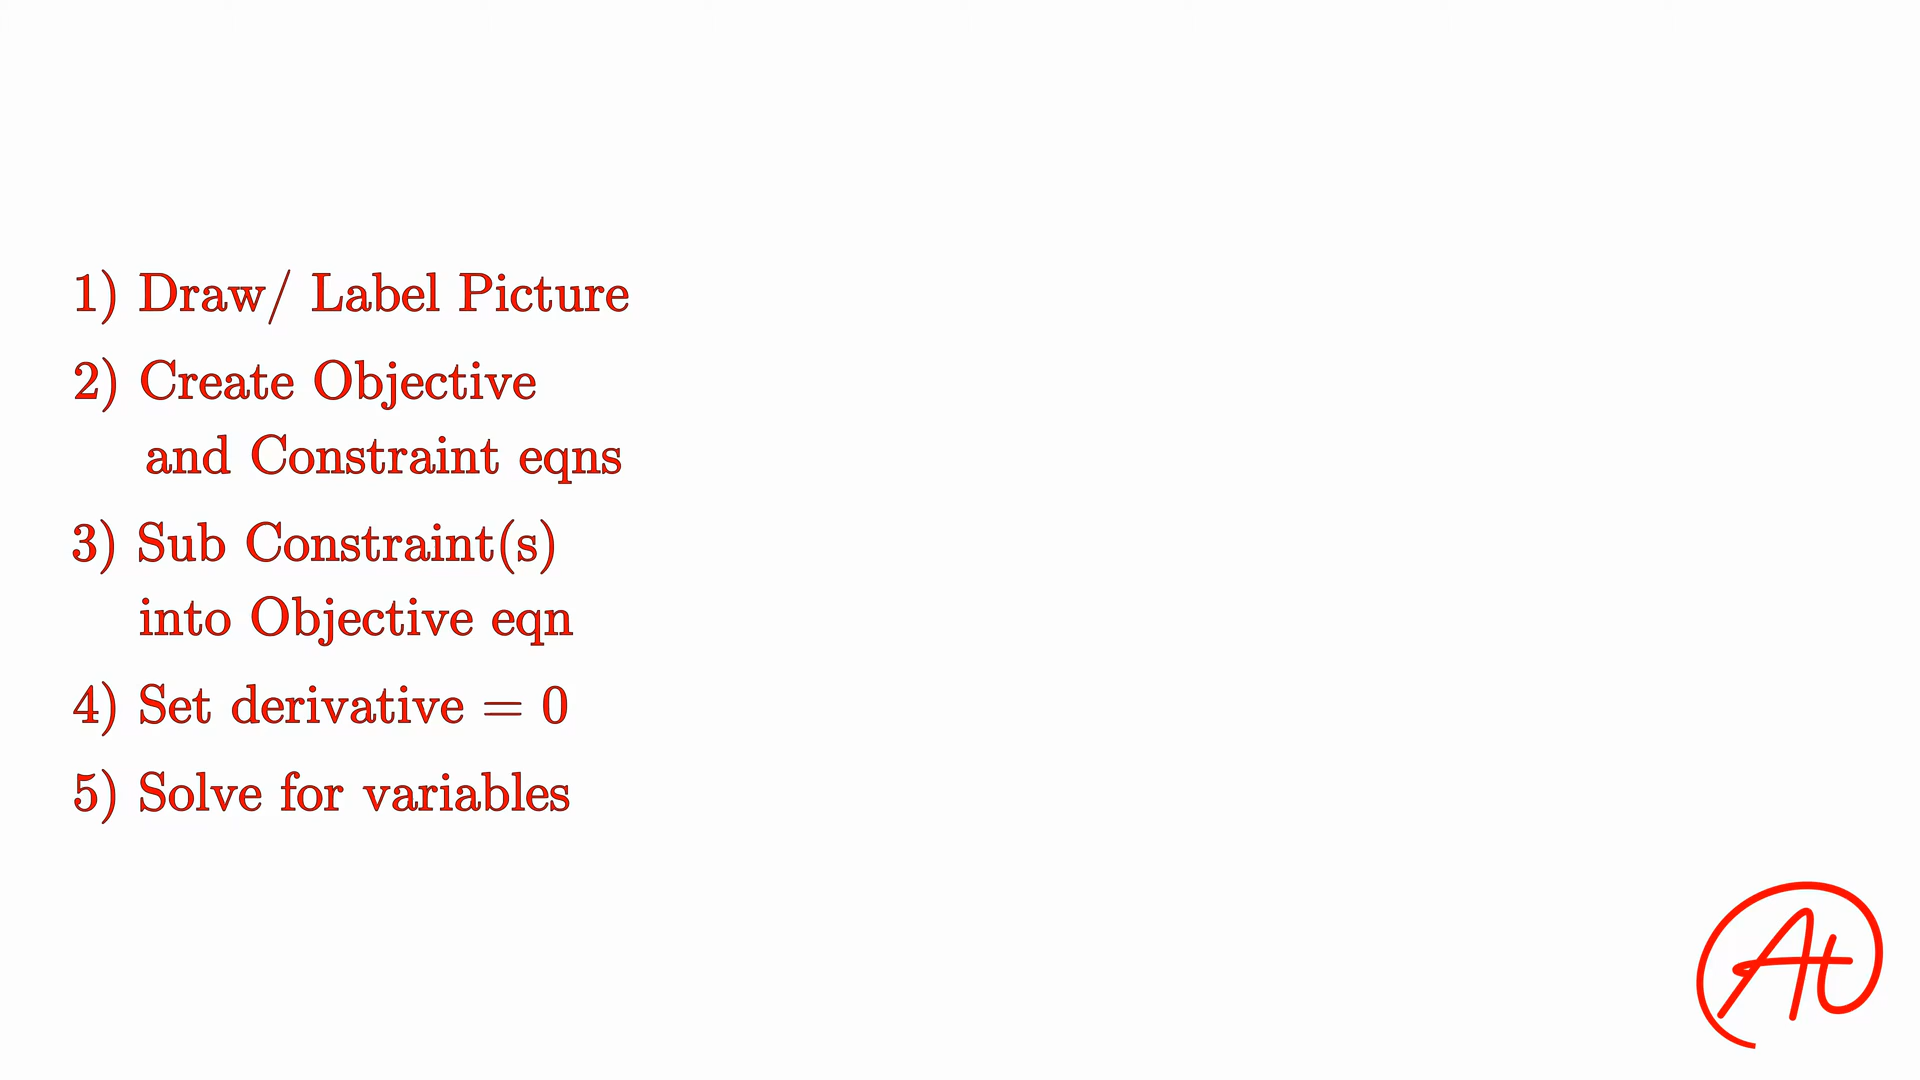 1) Draw/ Label Picture
2) Create Objective
and Constraint eqns
3) Sub Constraint(s)
into Objective eqn
4) Set derivative = 0
5) Solve for variables
At